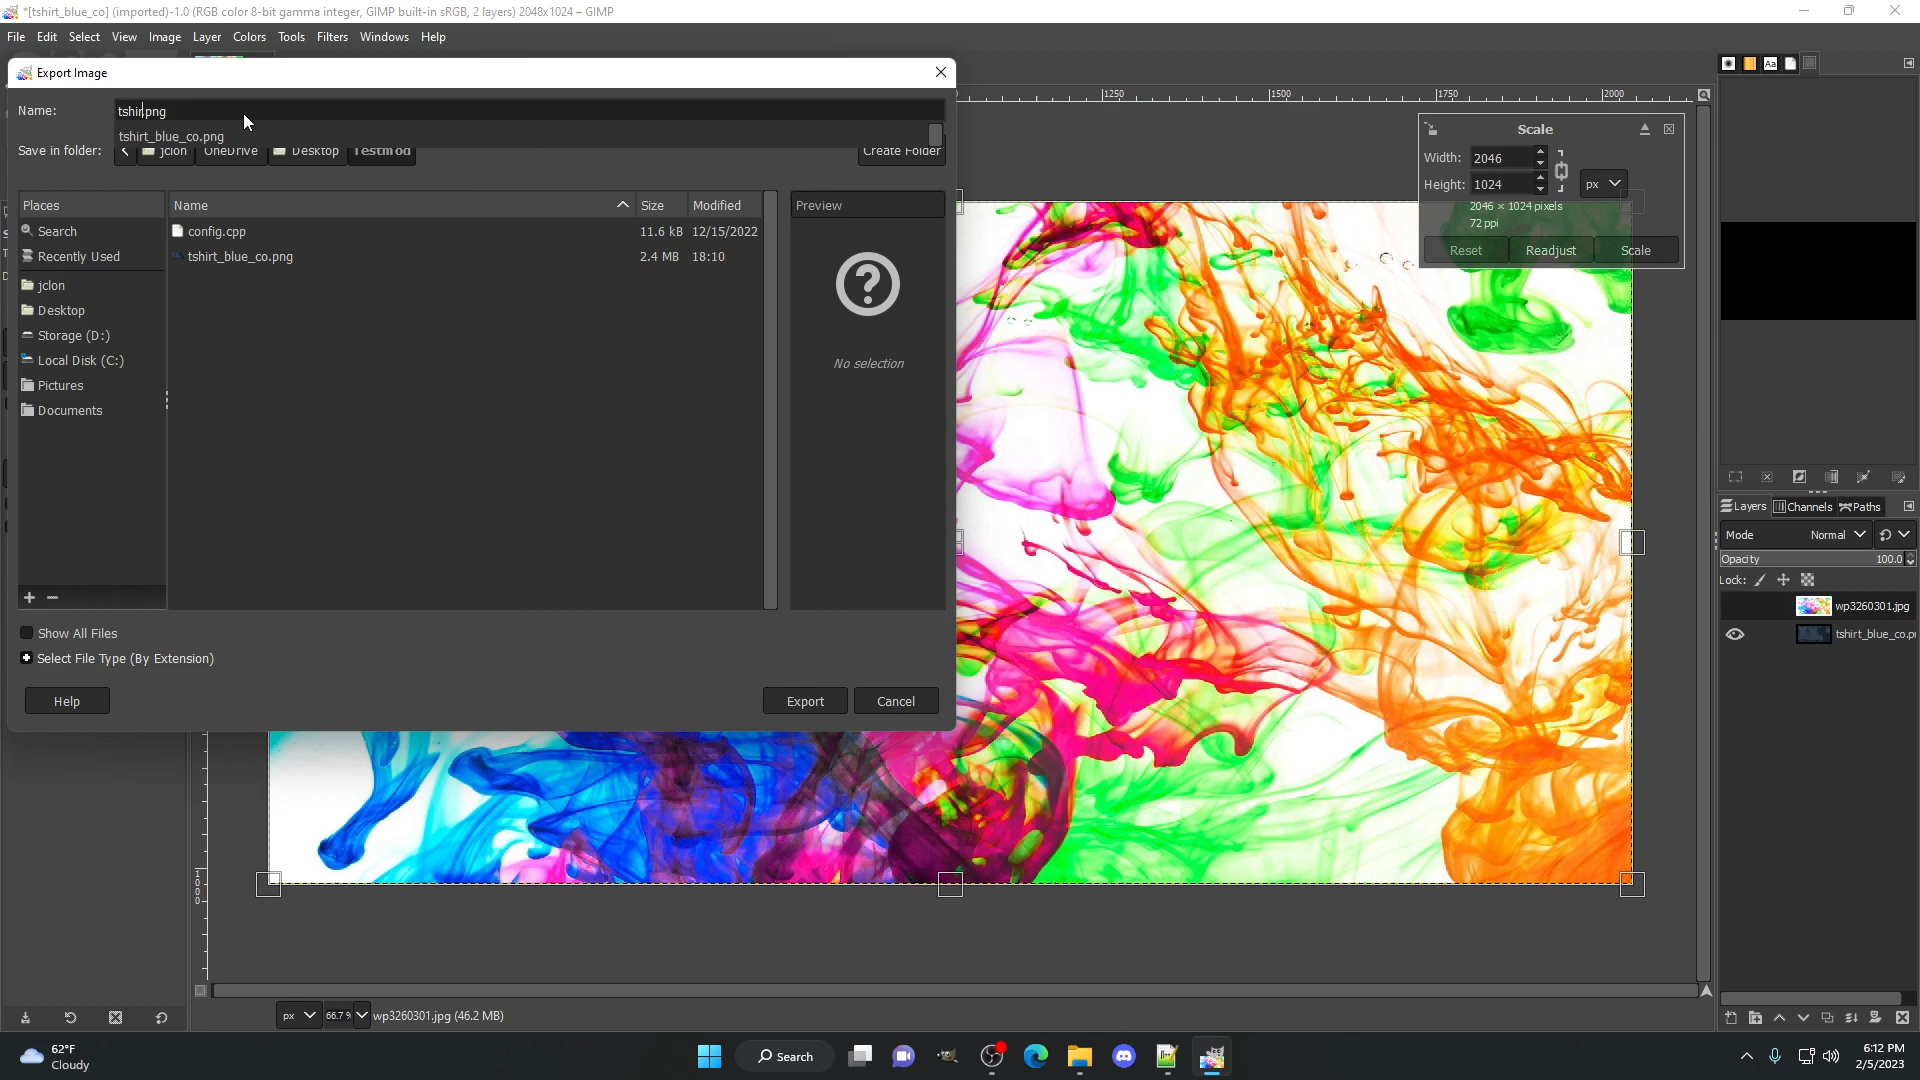 *[tshirt_blue_co] (imported)-1.0 (RGB color 8-bit gamma integer, GIMP built-in sRGB, 2 layers) 2048x1024 – GIMP
File Edit Select View Image Layer Colors Tools Filters Windows Help
Export Image
Name: tshir.png
tshirt_blue_co.png
Save in folder: jclon OneDrive Desktop Testmod Create Folder
Places
Search
Recently Used
jclon
Desktop
Storage (D:)
Local Disk (C:)
Pictures
Documents
Name Size Modified
config.cpp 11.6 kB 12/15/2022
tshirt_blue_co.png 2.4 MB 18:10
Preview
No selection
Show All Files
Select File Type (By Extension)
Help Export Cancel
1250 1500 1750 2000
Scale
Width: 2046
Height: 1024 px
2046 × 1024 pixels
72 ppi
Reset Readjust Scale
Layers Channels Paths
Mode Normal
Opacity 100.0
Lock:
wp3260301.jpg
tshirt_blue_co.p
1000
px 66.7 % wp3260301.jpg (46.2 MB)
62°F
Cloudy
Search
6:12 PM
2/5/2023